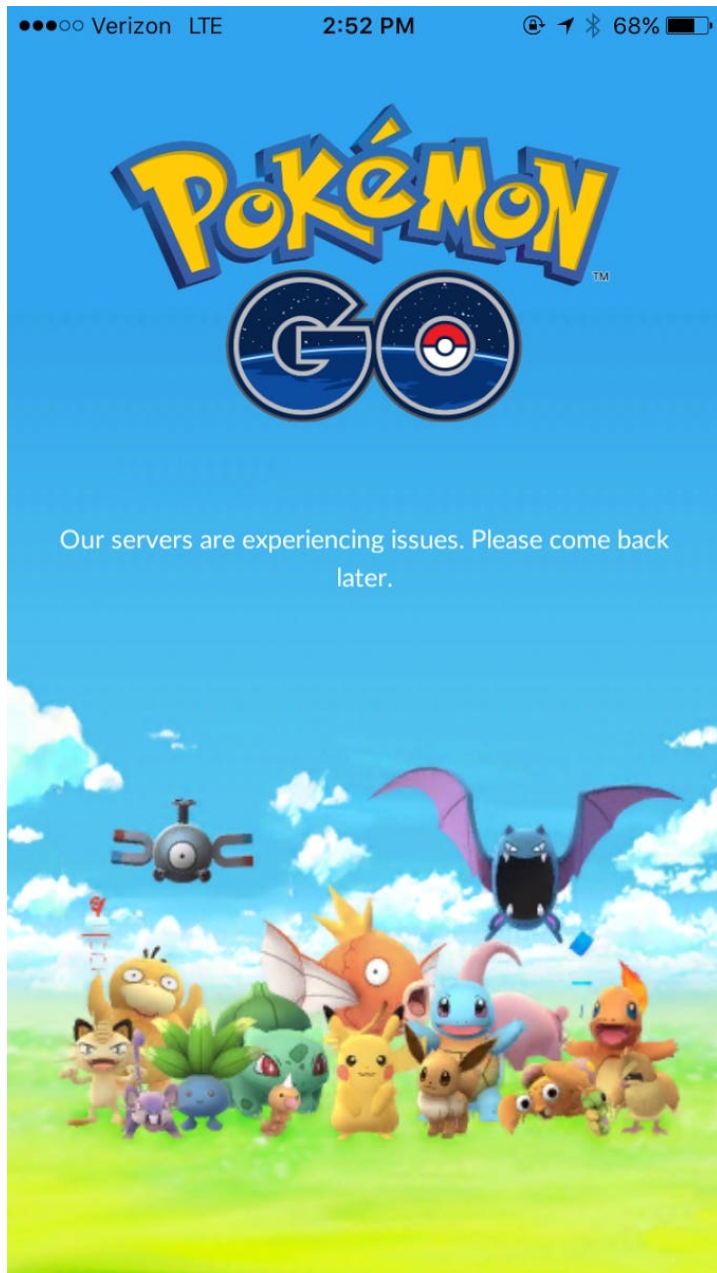 Verizon LTE 2:52 PM 68%
POKéMON
TM
GO
Our servers are experiencing issues. Please come back
later.